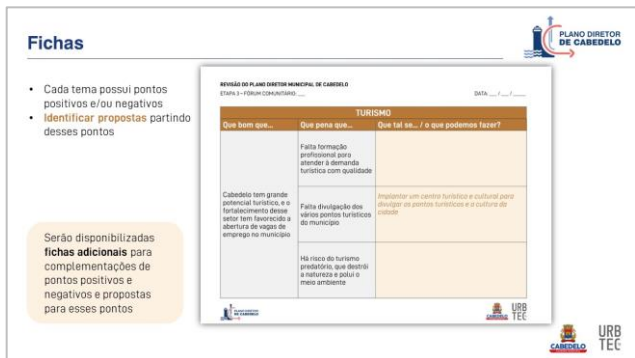 Fichas
PLANO DIRETOR
DE CABEDELO
• Cada tema possui pontos
positivos e/ou negativos
• Identificar propostas partindo
desses pontos
Serão disponibilizadas
fichas adicionais para
complementações de
pontos positivos e
negativos e propostas
para esses pontos
REVISÃO DO PLANO DIRETOR MUNICIPAL DE CABEDELO
ETAPA 3 – FÓRUM COMUNITÁRIO: ___
DATA: __ / __ / ____
TURISMO
Que bom que...
Que pena que...
Que tal se... / o que podemos fazer?
Cabedelo tem grande
potencial turístico, e o
fortalecimento desse
setor tem favorecido a
abertura de vagas de
emprego no município
Falta formação
profissional para
atender à demanda
turística com qualidade
Falta divulgação dos
vários pontos turísticos
do município
Implantar um centro turístico e cultural para
divulgar os pontos turísticos e a cultura da
cidade
Há risco do turismo
predatório, que destrói
a natureza e polui o
meio ambiente
URB
TEC
CABEDELO
URB
TEC